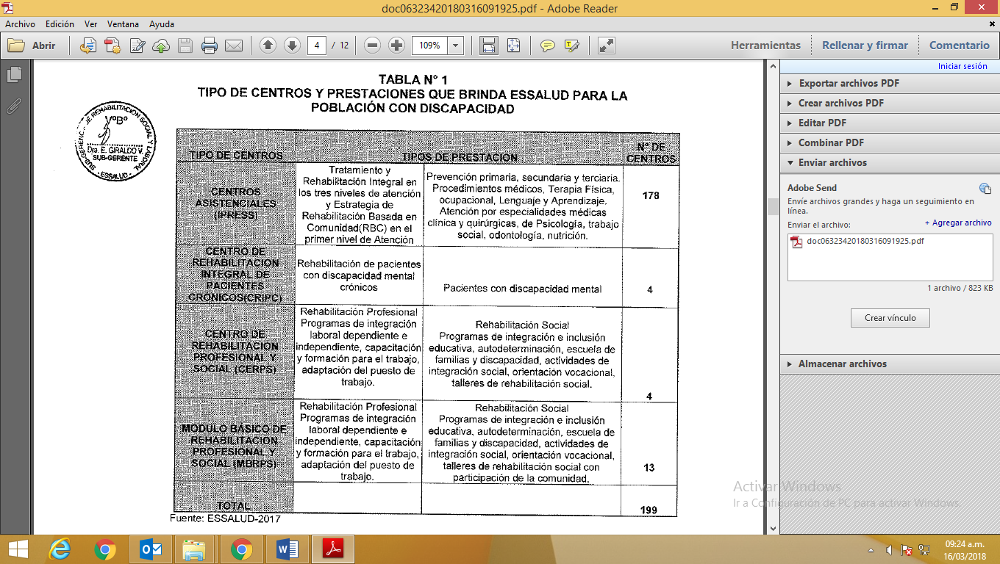 doc06323420180316091925.pdf - Adobe Reader
Archivo Edición Ver Ventana Ayuda
Abrir 4 / 12 109% Herramientas Rellenar y firmar Comentario
Iniciar sesión
Exportar archivos PDF
Crear archivos PDF
Editar PDF
Combinar PDF
Enviar archivos
Adobe Send
Envíe archivos grandes y haga un seguimiento en
línea.
Enviar el archivo: + Agregar archivo
doc06323420180316091925.pdf
1 archivo / 823 KB
Crear vínculo
Almacenar archivos
TABLA N° 1
TIPO DE CENTROS Y PRESTACIONES QUE BRINDA ESSALUD PARA LA
POBLACIÓN CON DISCAPACIDAD
SUB-GERENC. DE REHABILITACION SOCIAL Y LABORAL
VºBº
Dra. E. GIRALDO V.
SUB-GERENTE
- ESSALUD -
TIPO DE CENTROS
TIPOS DE PRESTACION
N° DE
CENTROS
CENTROS
ASISTENCIALES
(IPRESS)
Tratamiento y
Rehabilitación Integral en
los tres niveles de atención
y Estrategia de
Rehabilitación Basada en
Comunidad(RBC) en el
primer nivel de Atención
Prevención primaria, secundaria y terciaria.
Procedimientos médicos, Terapia Física,
ocupacional, Lenguaje y Aprendizaje.
Atención por especialidades médicas
clínica y quirúrgicas, de Psicología, trabajo
social, odontología, nutrición.
178
CENTRO DE
REHABILITACION
INTEGRAL DE
PACIENTES
CRONICOS(CRIPC)
Rehabilitación de pacientes
con discapacidad mental
crónicos
Pacientes con discapacidad mental
4
CENTRO DE
REHABILITACION
PROFESIONAL Y
SOCIAL (CERPS)
Rehabilitación Profesional
Programas de integración
laboral dependiente e
independiente, capacitación
y formación para el trabajo,
adaptación del puesto de
trabajo.
Rehabilitación Social
Programas de integración e inclusión
educativa, autodeterminación, escuela de
familias y discapacidad, actividades de
integración social, orientación vocacional,
talleres de rehabilitación social.
4
MODULO BASICO DE
REHABILITACION
PROFESIONAL Y
SOCIAL (MBRPS)
Rehabilitación Profesional
Programas de integración
laboral dependiente e
independiente, capacitación
y formación para el trabajo,
adaptación del puesto de
trabajo.
Rehabilitación Social
Programas de integración e inclusión
educativa, autodeterminación, escuela de
familias y discapacidad, actividades de
integración social, orientación vocacional,
talleres de rehabilitación social con
participación de la comunidad.
13
TOTAL
199
Fuente: ESSALUD-2017
Activar Windows
Ir a Configuración de PC para activar Windows.
09:24 a.m.
16/03/2018